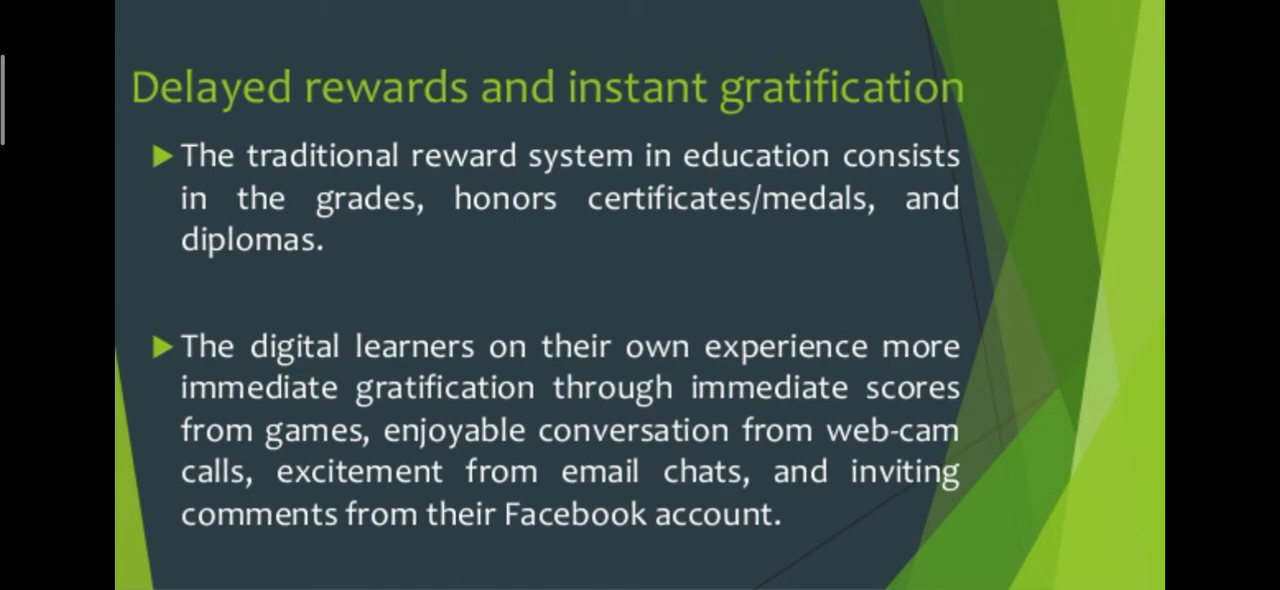 Delayed rewards and instant gratification
The traditional reward system in education consists
in the grades, honors certificates/medals, and
diplomas.
The digital learners on their own experience more
immediate gratification through immediate scores
from games, enjoyable conversation from web-cam
calls, excitement from email chats, and inviting
comments from their Facebook account.